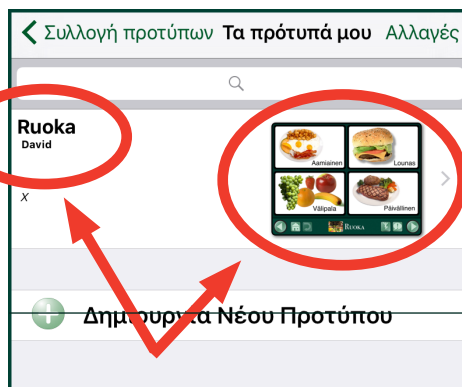 Συλλογή προτύπων Τα πρότυπά μου Αλλαγές
Ruoka
David
x
Aamiainen
Lounas
Välipala
Päivällinen
RUOKA
Δημιουργία Νέου Προτύπου